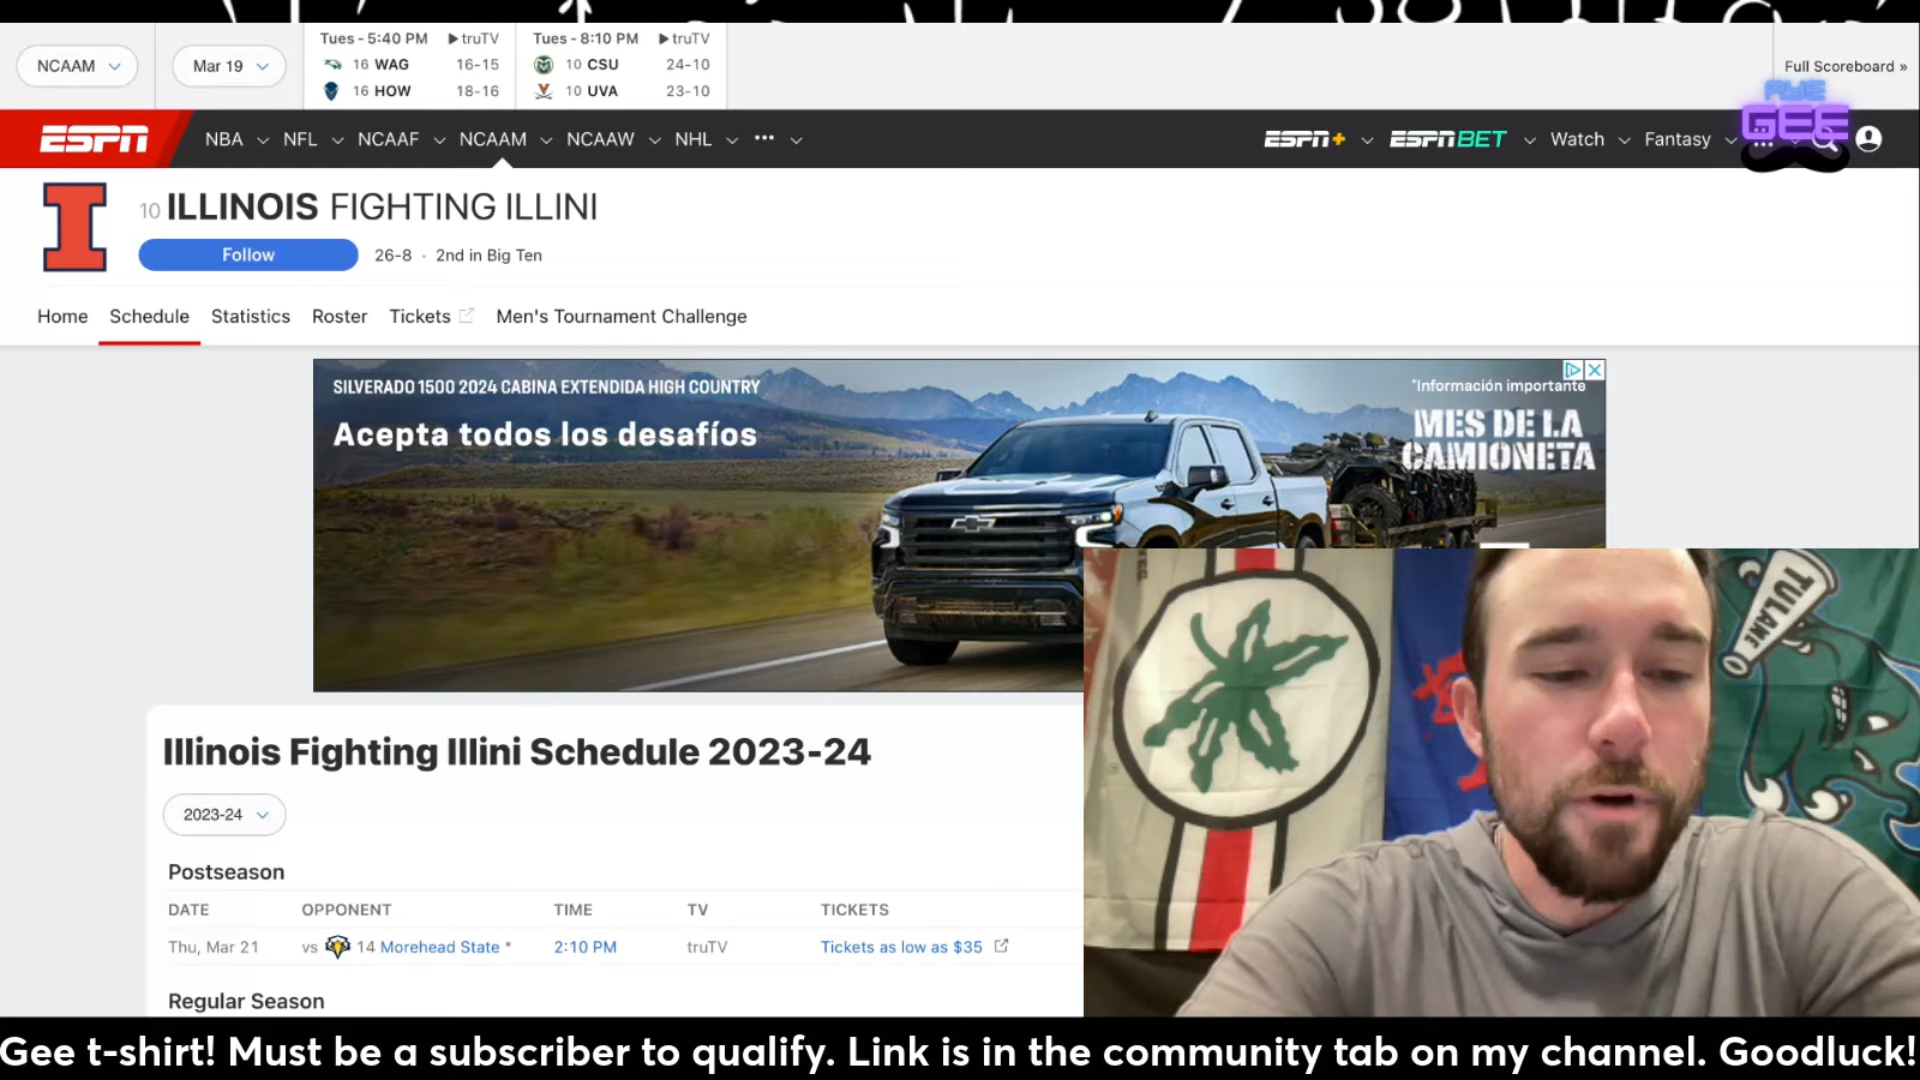 NCAAM
Mar 19
Tues - 5:40 PM truTV
16 WAG 16-15
16 HOW 18-16
Tues - 8:10 PM truTV
10 CSU 24-10
10 UVA 23-10
Full Scoreboard »
AYE
GEE
ESPN NBA NFL NCAAF NCAAM NCAAW NHL ••• ESPN+ ESPN BET Watch Fantasy
10 ILLINOIS FIGHTING ILLINI
Follow 26-8 · 2nd in Big Ten
Home Schedule Statistics Roster Tickets Men's Tournament Challenge
SILVERADO 1500 2024 CABINA EXTENDIDA HIGH COUNTRY
Acepta todos los desafíos
*Información importante
MES DE LA
CAMIONETA
TULANE
Illinois Fighting Illini Schedule 2023-24
2023-24
Postseason
DATE OPPONENT TIME TV TICKETS
Thu, Mar 21 vs 14 Morehead State * 2:10 PM truTV Tickets as low as $35
Regular Season
Gee t-shirt! Must be a subscriber to qualify. Link is in the community tab on my channel. Goodluck!